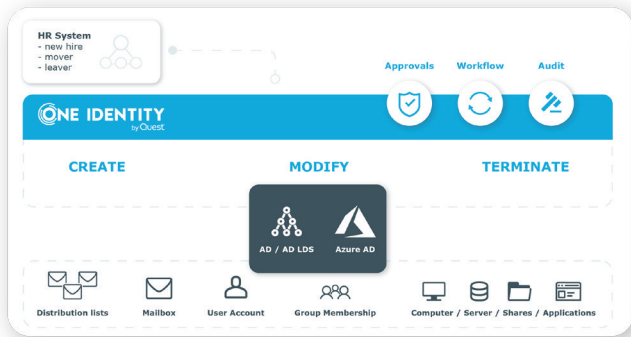 HR System
- new hire
- mover
- leaver
Approvals Workflow Audit
ONE IDENTITY
by Quest
CREATE MODIFY TERMINATE
AD / AD LDS Azure AD
Distribution lists Mailbox User Account Group Membership Computer / Server / Shares / Applications